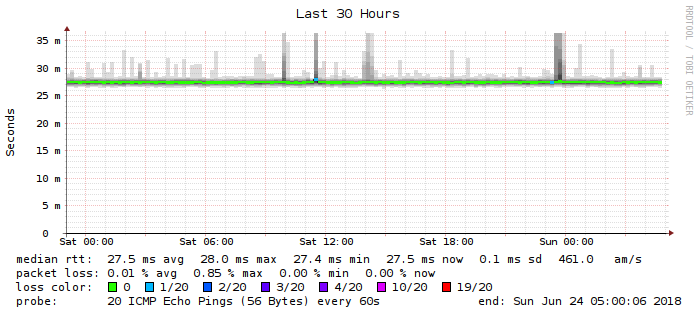 Last 30 Hours
RRDTOOL / TOBI OETIKER
Seconds
35 m
30 m
25 m
20 m
15 m
10 m
5 m
0
Sat 00:00 Sat 06:00 Sat 12:00 Sat 18:00 Sun 00:00
median rtt: 27.5 ms avg 28.0 ms max 27.4 ms min 27.5 ms now 0.1 ms sd 461.0 am/s
packet loss: 0.01 % avg 0.85 % max 0.00 % min 0.00 % now
loss color: 0 1/20 2/20 3/20 4/20 10/20 19/20
probe: 20 ICMP Echo Pings (56 Bytes) every 60s end: Sun Jun 24 05:00:06 2018